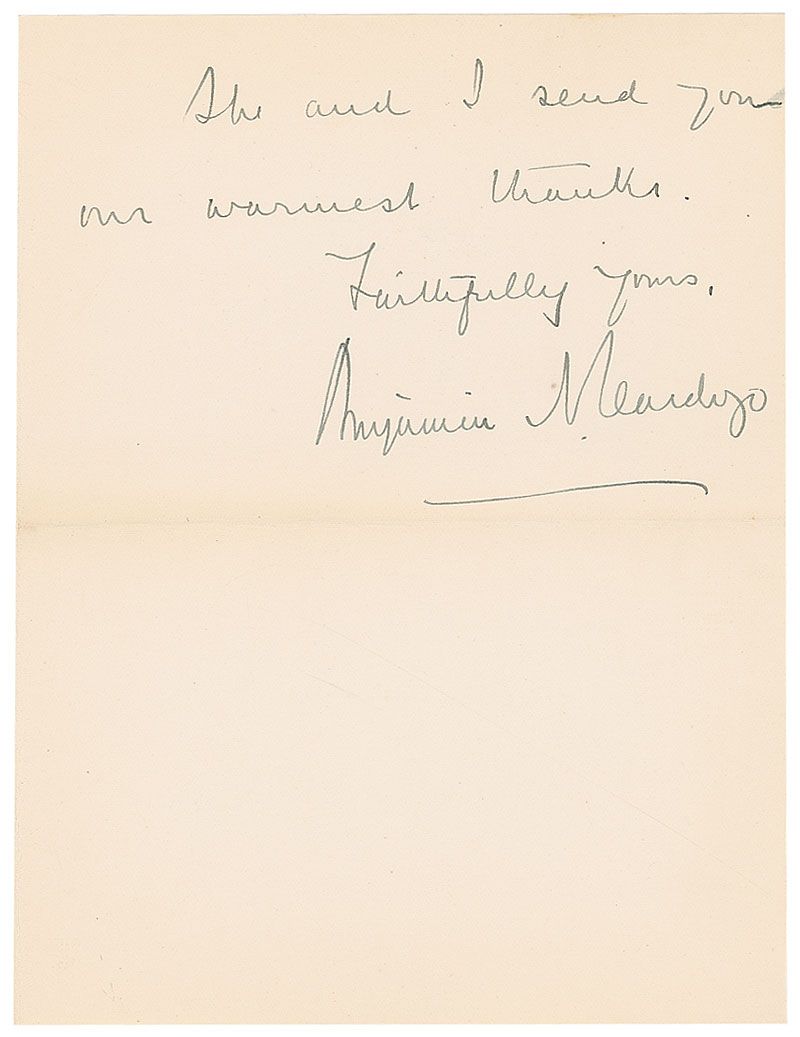 She and I send you
our warmest thanks.
Faithfully yours,
Benjamin N. Cardozo